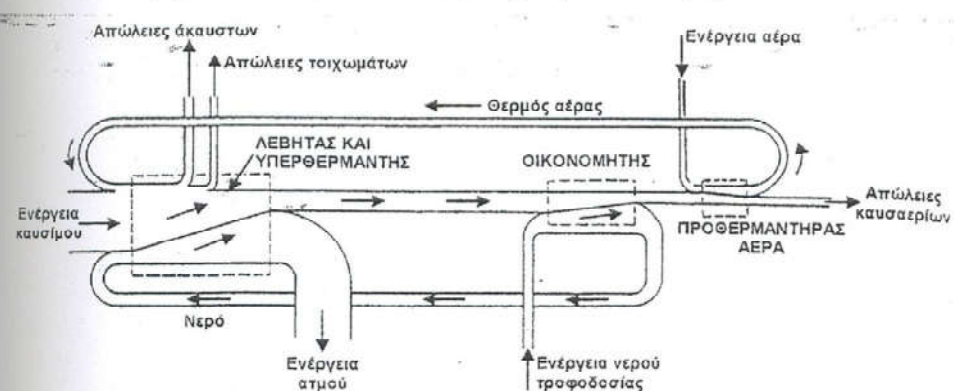 Απώλειες άκαυστων
Ενέργεια αέρα
Απώλειες τοιχωμάτων
Θερμός αέρας
ΛΕΒΗΤΑΣ ΚΑΙ
ΥΠΕΡΘΕΡΜΑΝΤΗΣ
ΟΙΚΟΝΟΜΗΤΗΣ
Ενέργεια
καυσίμου
Απώλειες
καυσαερίων
ΠΡΟΘΕΡΜΑΝΤΗΡΑΣ
ΑΕΡΑ
Νερό
Ενέργεια
ατμού
Ενέργεια νερού
τροφοδοσίας